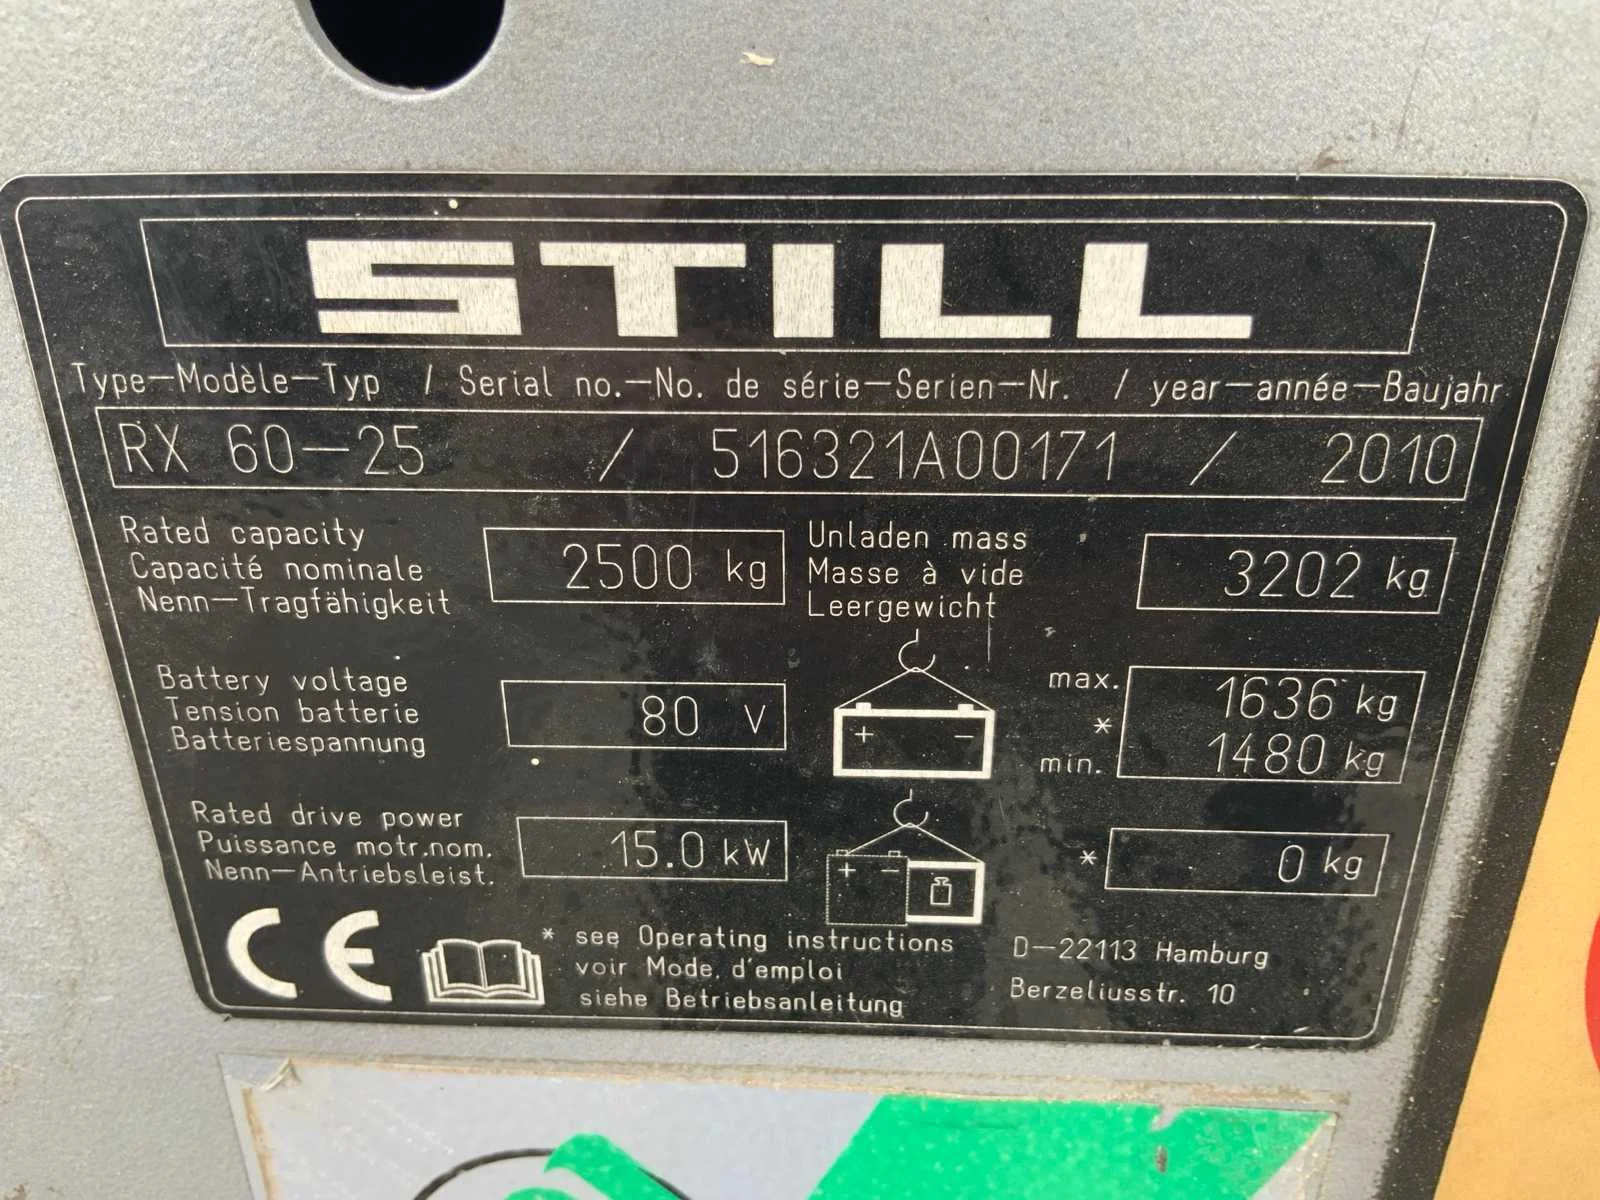 STILL
Type—Modèle—Typ / Serial no.—No. de série—Serien—Nr. / year—année—Baujahr
RX 60—25 / 516321A00171 / 2010
Rated capacity
Capacité nominale
Nenn—Tragfähigkeit
2500 kg
Unladen mass
Masse à vide
Leergewicht
3202 kg
Battery voltage
Tension batterie
Batteriespannung
80 V
+ −
max. 1636 kg
*
min. 1480 kg
Rated drive power
Puissance motr.nom.
Nenn—Antriebsleist.
15.0 kW
+ −
* 0 kg
CE
* see Operating instructions
voir Mode. d'emploi
siehe Betriebsanleitung
D—22113 Hamburg
Berzeliusstr. 10